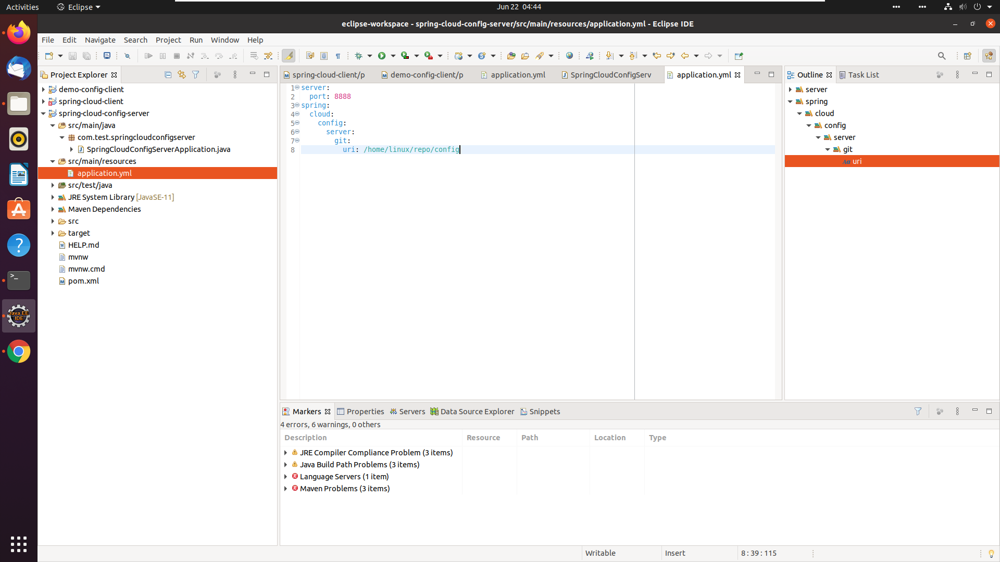 Activities
Eclipse
Jun 22 04:44
eclipse-workspace - spring-cloud-config-server/src/main/resources/application.yml - Eclipse IDE
File Edit Navigate Search Project Run Window Help
Project Explorer
demo-config-client
spring-cloud-client
spring-cloud-config-server
src/main/java
com.test.springcloudconfigserver
SpringCloudConfigServerApplication.java
src/main/resources
application.yml
src/test/java
JRE System Library [JavaSE-11]
Maven Dependencies
src
target
HELP.md
mvnw
mvnw.cmd
pom.xml
Java EE
IDE
spring-cloud-client/p demo-config-client/p application.yml SpringCloudConfigServ application.yml
1 server:
2   port: 8888
3 spring:
4   cloud:
5     config:
6       server:
7         git:
8           uri: /home/linux/repo/config
Outline Task List
server
spring
cloud
config
server
git
uri
Markers Properties Servers Data Source Explorer Snippets
4 errors, 6 warnings, 0 others
Description Resource Path Location Type
JRE Compiler Compliance Problem (3 items)
Java Build Path Problems (3 items)
Language Servers (1 item)
Maven Problems (3 items)
Writable Insert 8 : 39 : 115